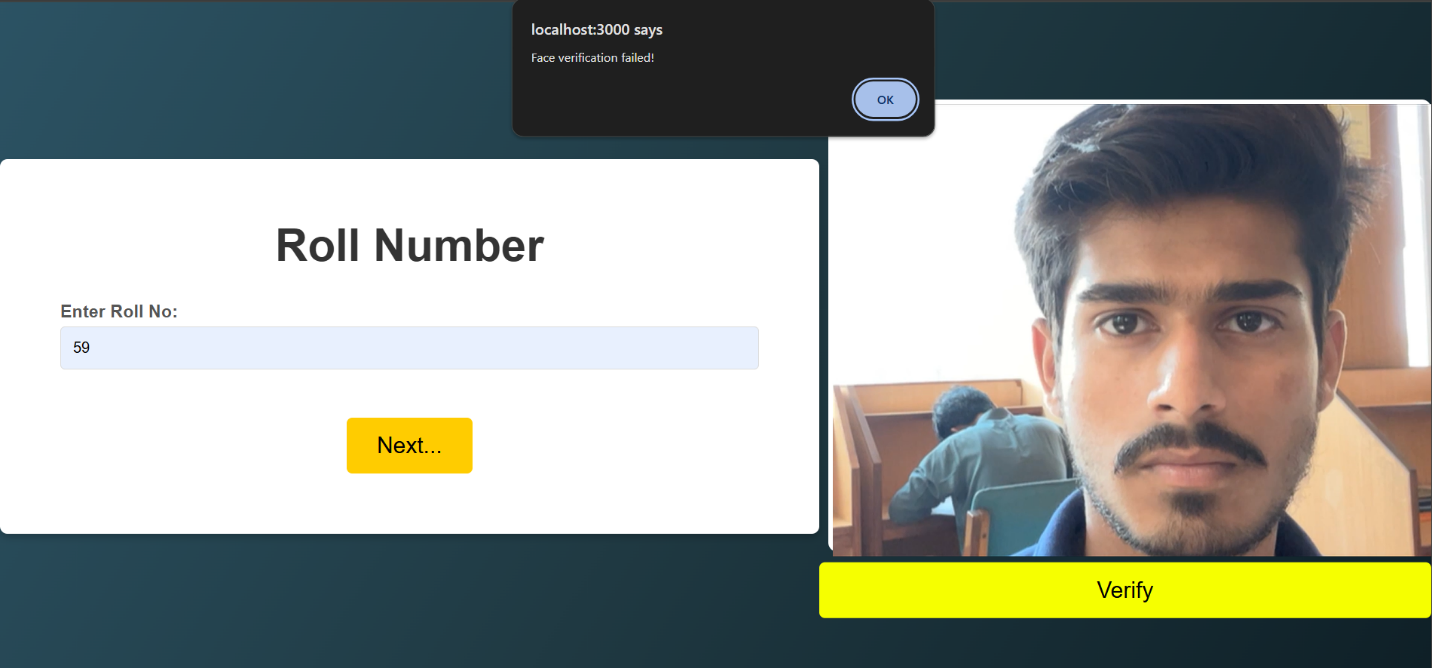 localhost:3000 says
Face verification failed!
OK
Roll Number
Enter Roll No:
59
Next...
Verify